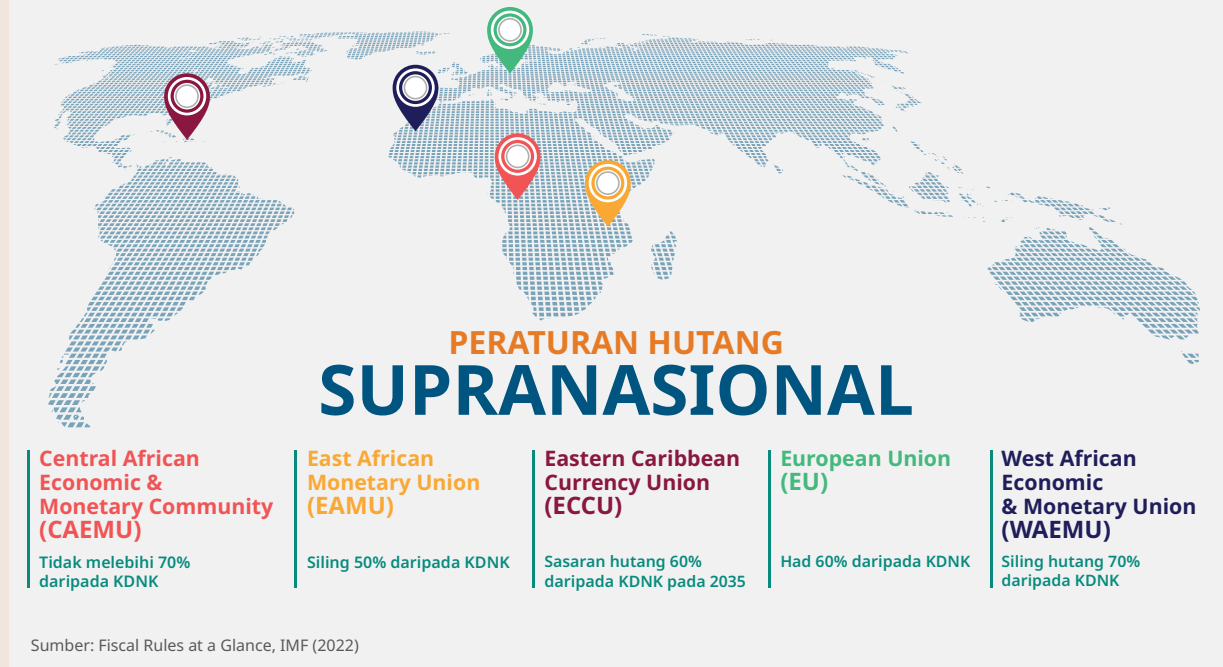 PERATURAN HUTANG
SUPRANASIONAL
Central African
Economic &
Monetary Community
(CAEMU)
Tidak melebihi 70%
daripada KDNK
East African
Monetary Union
(EAMU)
Siling 50% daripada KDNK
Eastern Caribbean
Currency Union
(ECCU)
Sasaran hutang 60%
daripada KDNK pada 2035
European Union
(EU)
Had 60% daripada KDNK
West African
Economic
& Monetary Union
(WAEMU)
Siling hutang 70%
daripada KDNK
Sumber: Fiscal Rules at a Glance, IMF (2022)